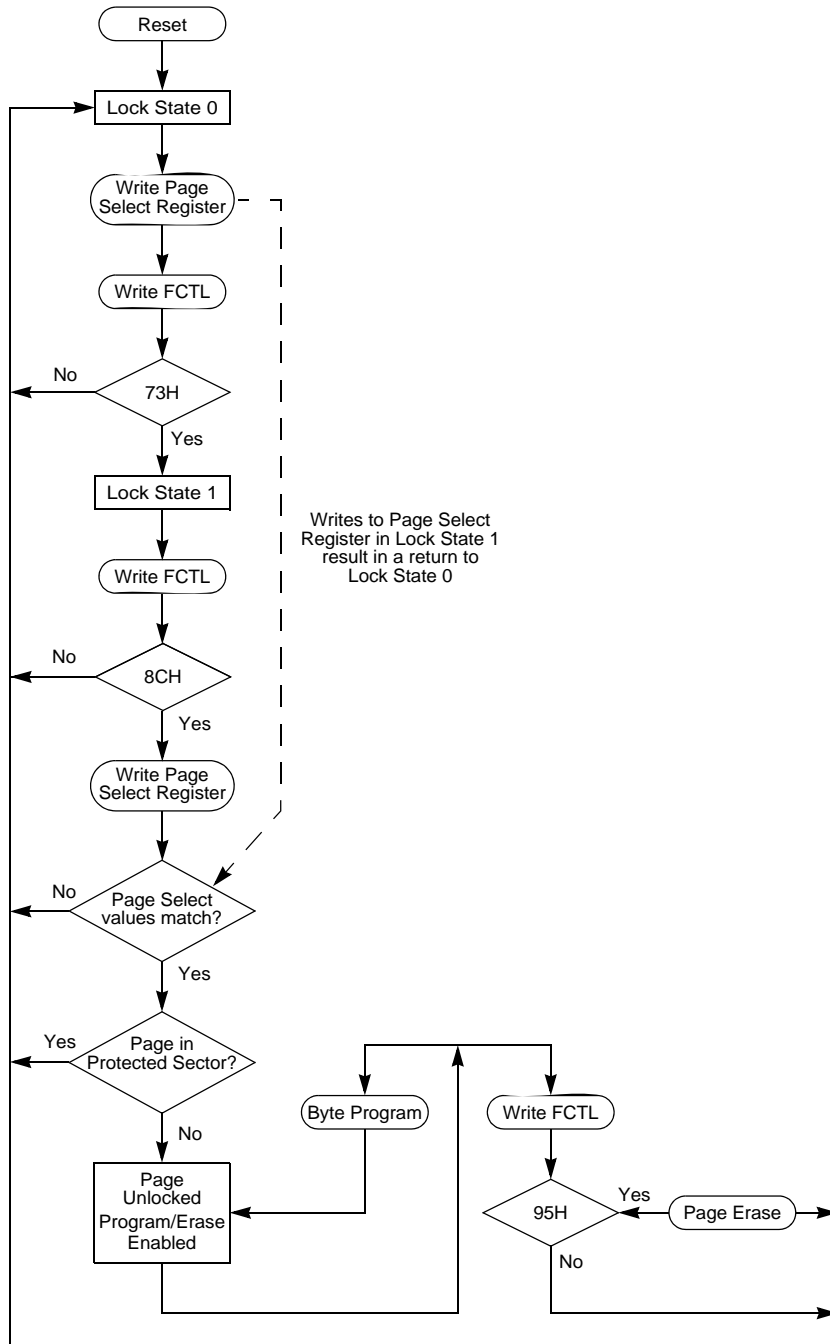 Reset
Lock State 0
Write Page
Select Register
Write FCTL
No
73H
Yes
Lock State 1
Writes to Page Select
Register in Lock State 1
result in a return to
Lock State 0
Write FCTL
No
8CH
Yes
Write Page
Select Register
No
Page Select
values match?
Yes
Yes
Page in
Protected Sector?
No
Byte Program
Write FCTL
Page
Unlocked
Program/Erase
Enabled
95H
Yes
Page Erase
No